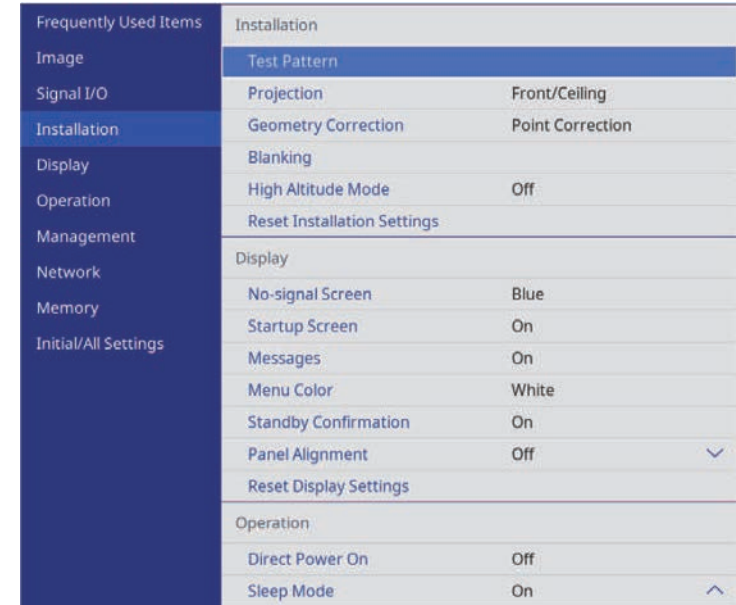 Frequently Used Items
Image
Signal I/O
Installation
Display
Operation
Management
Network
Memory
Initial/All Settings
Installation
Test Pattern
Projection Front/Ceiling
Geometry Correction Point Correction
Blanking
High Altitude Mode Off
Reset Installation Settings
Display
No-signal Screen Blue
Startup Screen On
Messages On
Menu Color White
Standby Confirmation On
Panel Alignment Off
Reset Display Settings
Operation
Direct Power On Off
Sleep Mode On